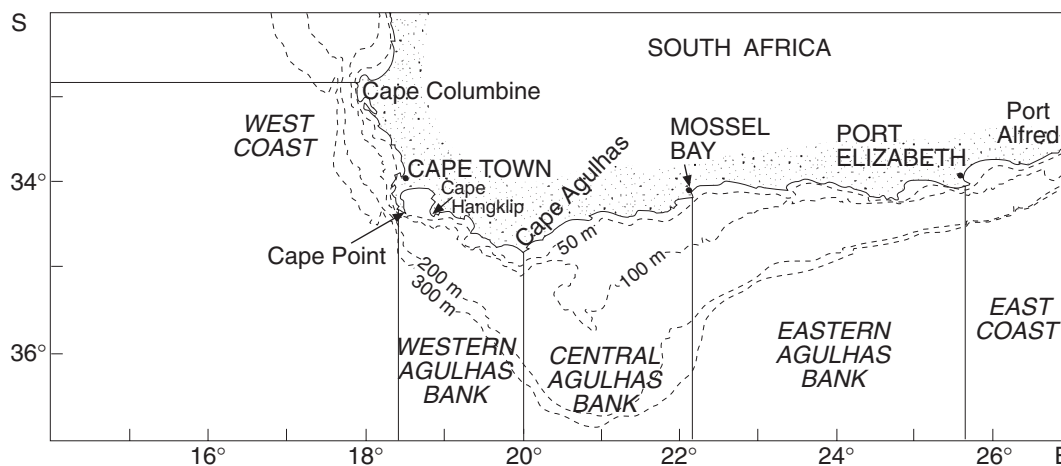 S
SOUTH AFRICA
Cape Columbine
WEST
COAST
MOSSEL
BAY
PORT
ELIZABETH
Port
Alfred
CAPE TOWN
Cape
Hangklip
Cape Agulhas
34°
Cape Point
50 m
100 m
200 m
300 m
EAST
COAST
WESTERN
AGULHAS
BANK
CENTRAL
AGULHAS
BANK
EASTERN
AGULHAS
BANK
36°
16°
18°
20°
22°
24°
26°